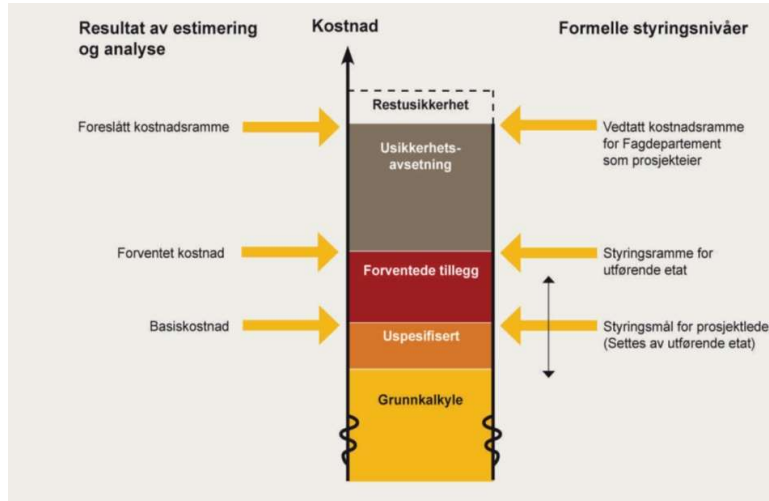 Resultat av estimering
og analyse
Kostnad
Formelle styringsnivåer
Restusikkerhet
Foreslått kostnadsramme
Vedtatt kostnadsramme
for Fagdepartement
som prosjekteier
Usikkerhets-
avsetning
Forventet kostnad
Styringsramme for
utførende etat
Forventede tillegg
Basiskostnad
Styringsmål for prosjektlede
(Settes av utførende etat)
Uspesifisert
Grunnkalkyle